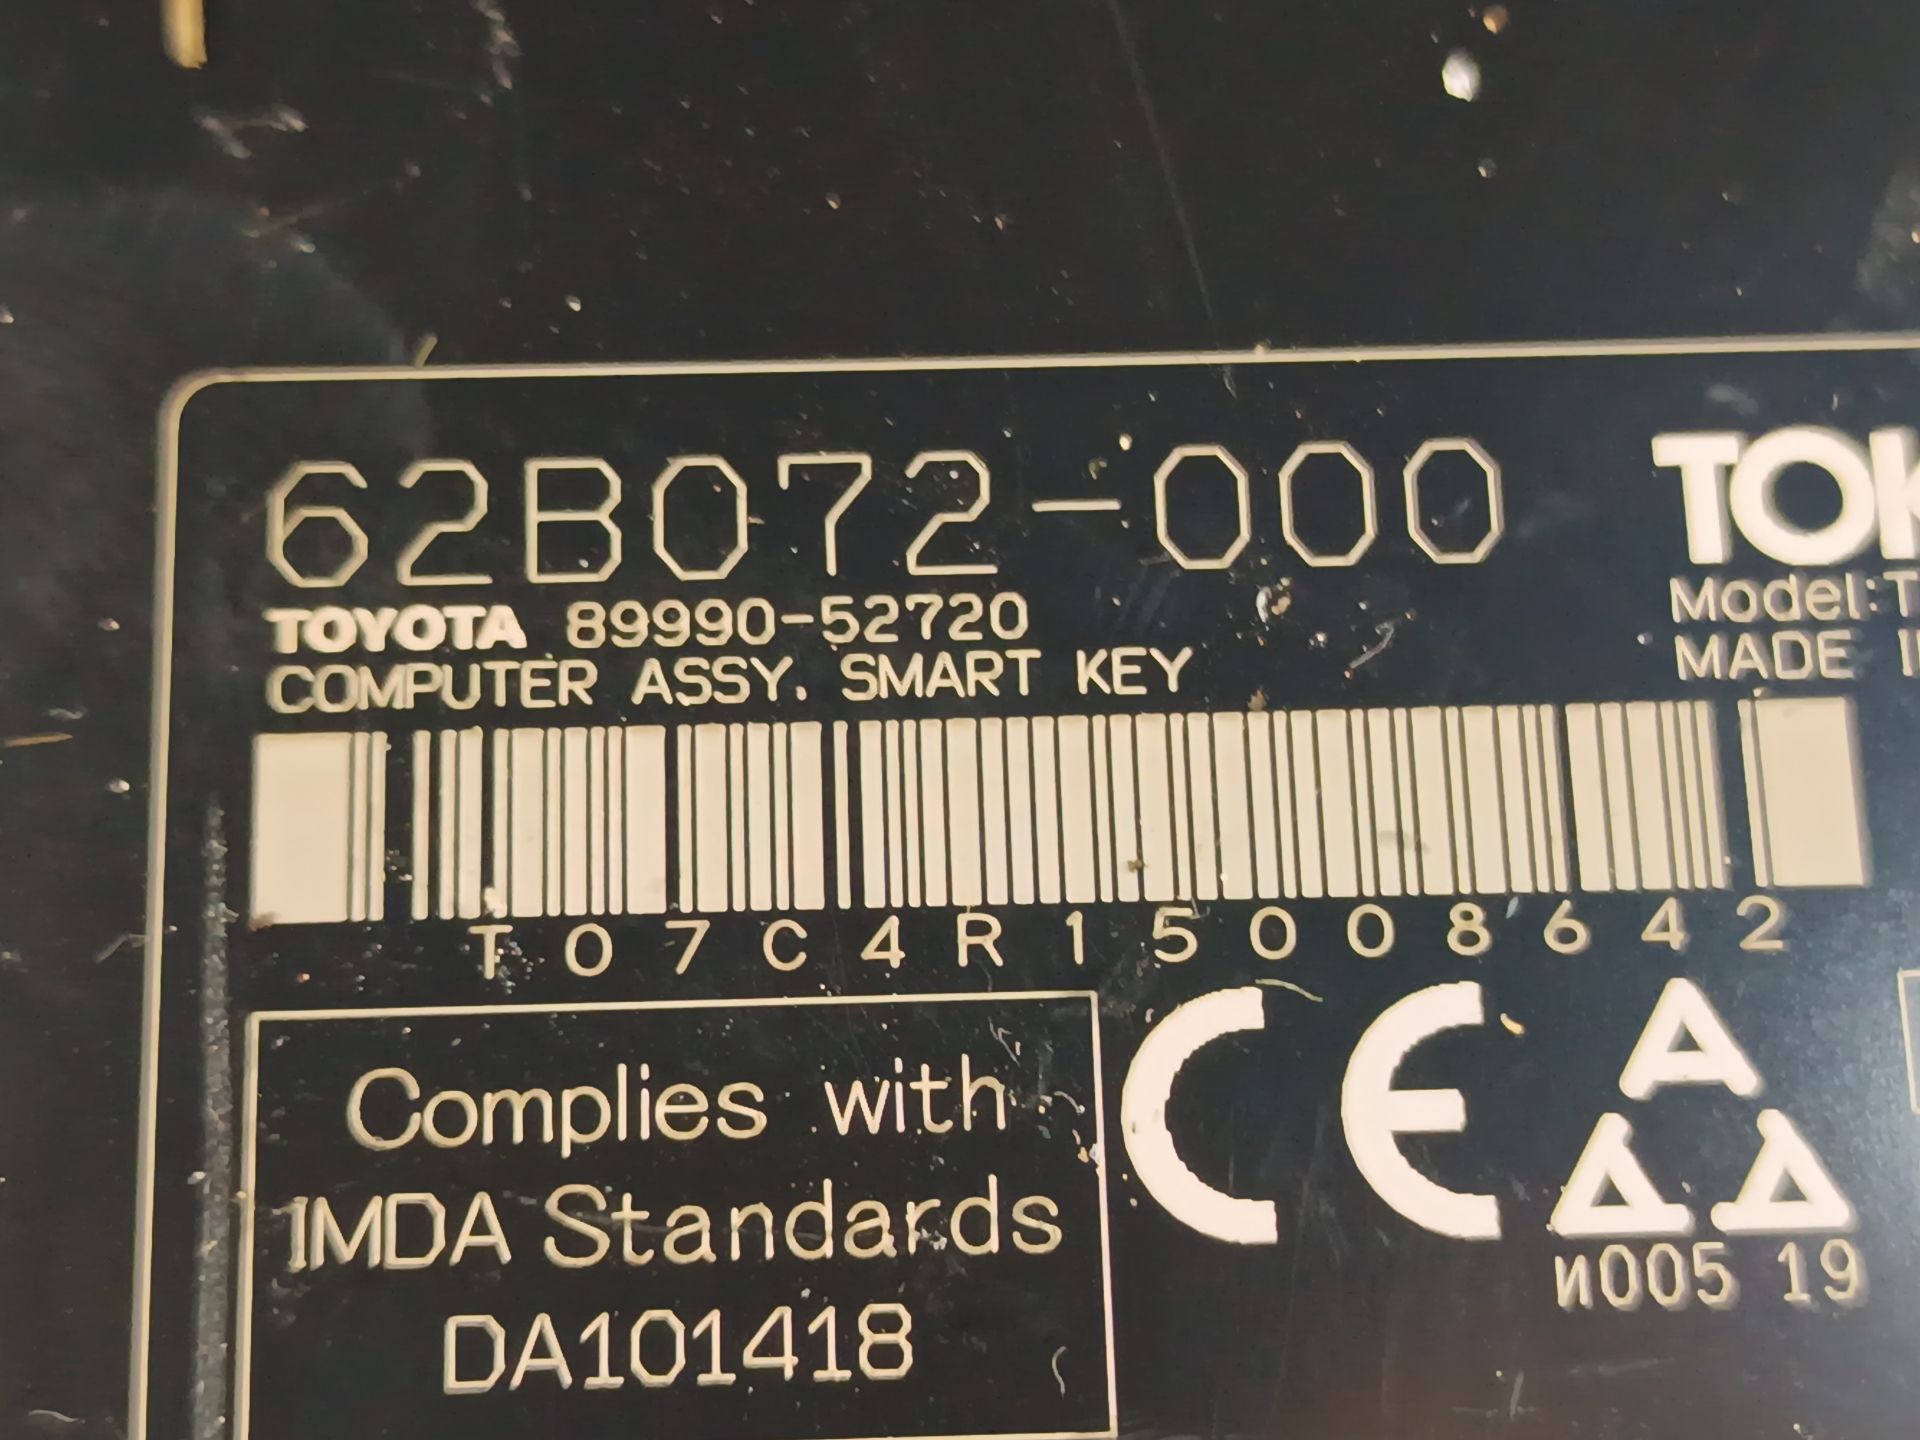 62B072-000
TOYOTA 89990-52720
COMPUTER ASSY. SMART KEY
TOK
Model:T
MADE I
T07C4R15008642
Complies with
IMDA Standards
DA101418
CE
И005 19